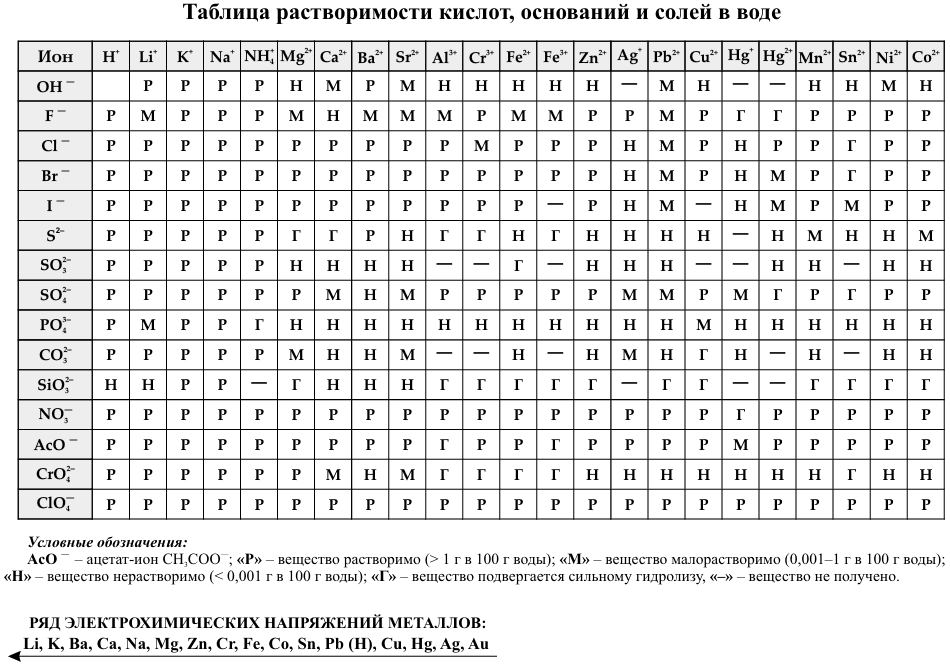 Таблица растворимости кислот, оснований и солей в воде
Ион H⁺ Li⁺ K⁺ Na⁺ NH₄⁺ Mg²⁺ Ca²⁺ Ba²⁺ Sr²⁺ Al³⁺ Cr³⁺ Fe²⁺ Fe³⁺ Zn²⁺ Ag⁺ Pb²⁺ Cu²⁺ Hg⁺ Hg²⁺ Mn²⁺ Sn²⁺ Ni²⁺ Co²⁺
OH⁻ Р Р Р Р Н М Р М Н Н Н Н Н — М Н — — Н Н М Н
F⁻ Р М Р Р Р М Н М М М Р М М Р Р М Р Г Г Р Р Р Р
Cl⁻ Р Р Р Р Р Р Р Р Р Р М Р Р Р Н М Р Н Р Р Г Р Р
Br⁻ Р Р Р Р Р Р Р Р Р Р Р Р Р Р Н М Р Н М Р Г Р Р
I⁻ Р Р Р Р Р Р Р Р Р Р Р Р — Р Н М — Н М Р М Р Р
S²⁻ Р Р Р Р Р Г Г Р Н Г Г Н Г Н Н Н Н — Н М Н Н М
SO₃²⁻ Р Р Р Р Р Н Н Н Н — — Г — Н Н Н — — Н Н — Н Н
SO₄²⁻ Р Р Р Р Р Р М Н М Р Р Р Р Р М М Р М Г Р Г Р Р
PO₄³⁻ Р М Р Р Г Н Н Н Н Н Н Н Н Н Н Н М Н Н Н Н Н Н
CO₃²⁻ Р Р Р Р Р М Н Н М — — Н — Н М Н Г Н — Н — Н Н
SiO₃²⁻ Н Н Р Р — Г Н Н Н Г Г Г Г Г — Г Г — — Г Г Г Г
NO₃⁻ Р Р Р Р Р Р Р Р Р Р Р Р Р Р Р Р Р Г Р Р Р Р Р
AcO⁻ Р Р Р Р Р Р Р Р Р Г Р Р Г Р Р Р Р М Р Р Р Р Р
CrO₄²⁻ Р Р Р Р Р Р М Н М Г Г Г Г Н Н Н Н Н Н Н Г Н Н
ClO₄⁻ Р Р Р Р Р Р Р Р Р Р Р Р Р Р Р Р Р Р Р Р Р Р Р
Условные обозначения:
AcO⁻ – ацетат-ион CH₃COO⁻; «Р» – вещество растворимо (> 1 г в 100 г воды); «М» – вещество малорастворимо (0,001–1 г в 100 г воды);
«Н» – вещество нерастворимо (< 0,001 г в 100 г воды); «Г» – вещество подвергается сильному гидролизу, «–» – вещество не получено.
РЯД ЭЛЕКТРОХИМИЧЕСКИХ НАПРЯЖЕНИЙ МЕТАЛЛОВ:
Li, K, Ba, Ca, Na, Mg, Zn, Cr, Fe, Co, Sn, Pb (H), Cu, Hg, Ag, Au